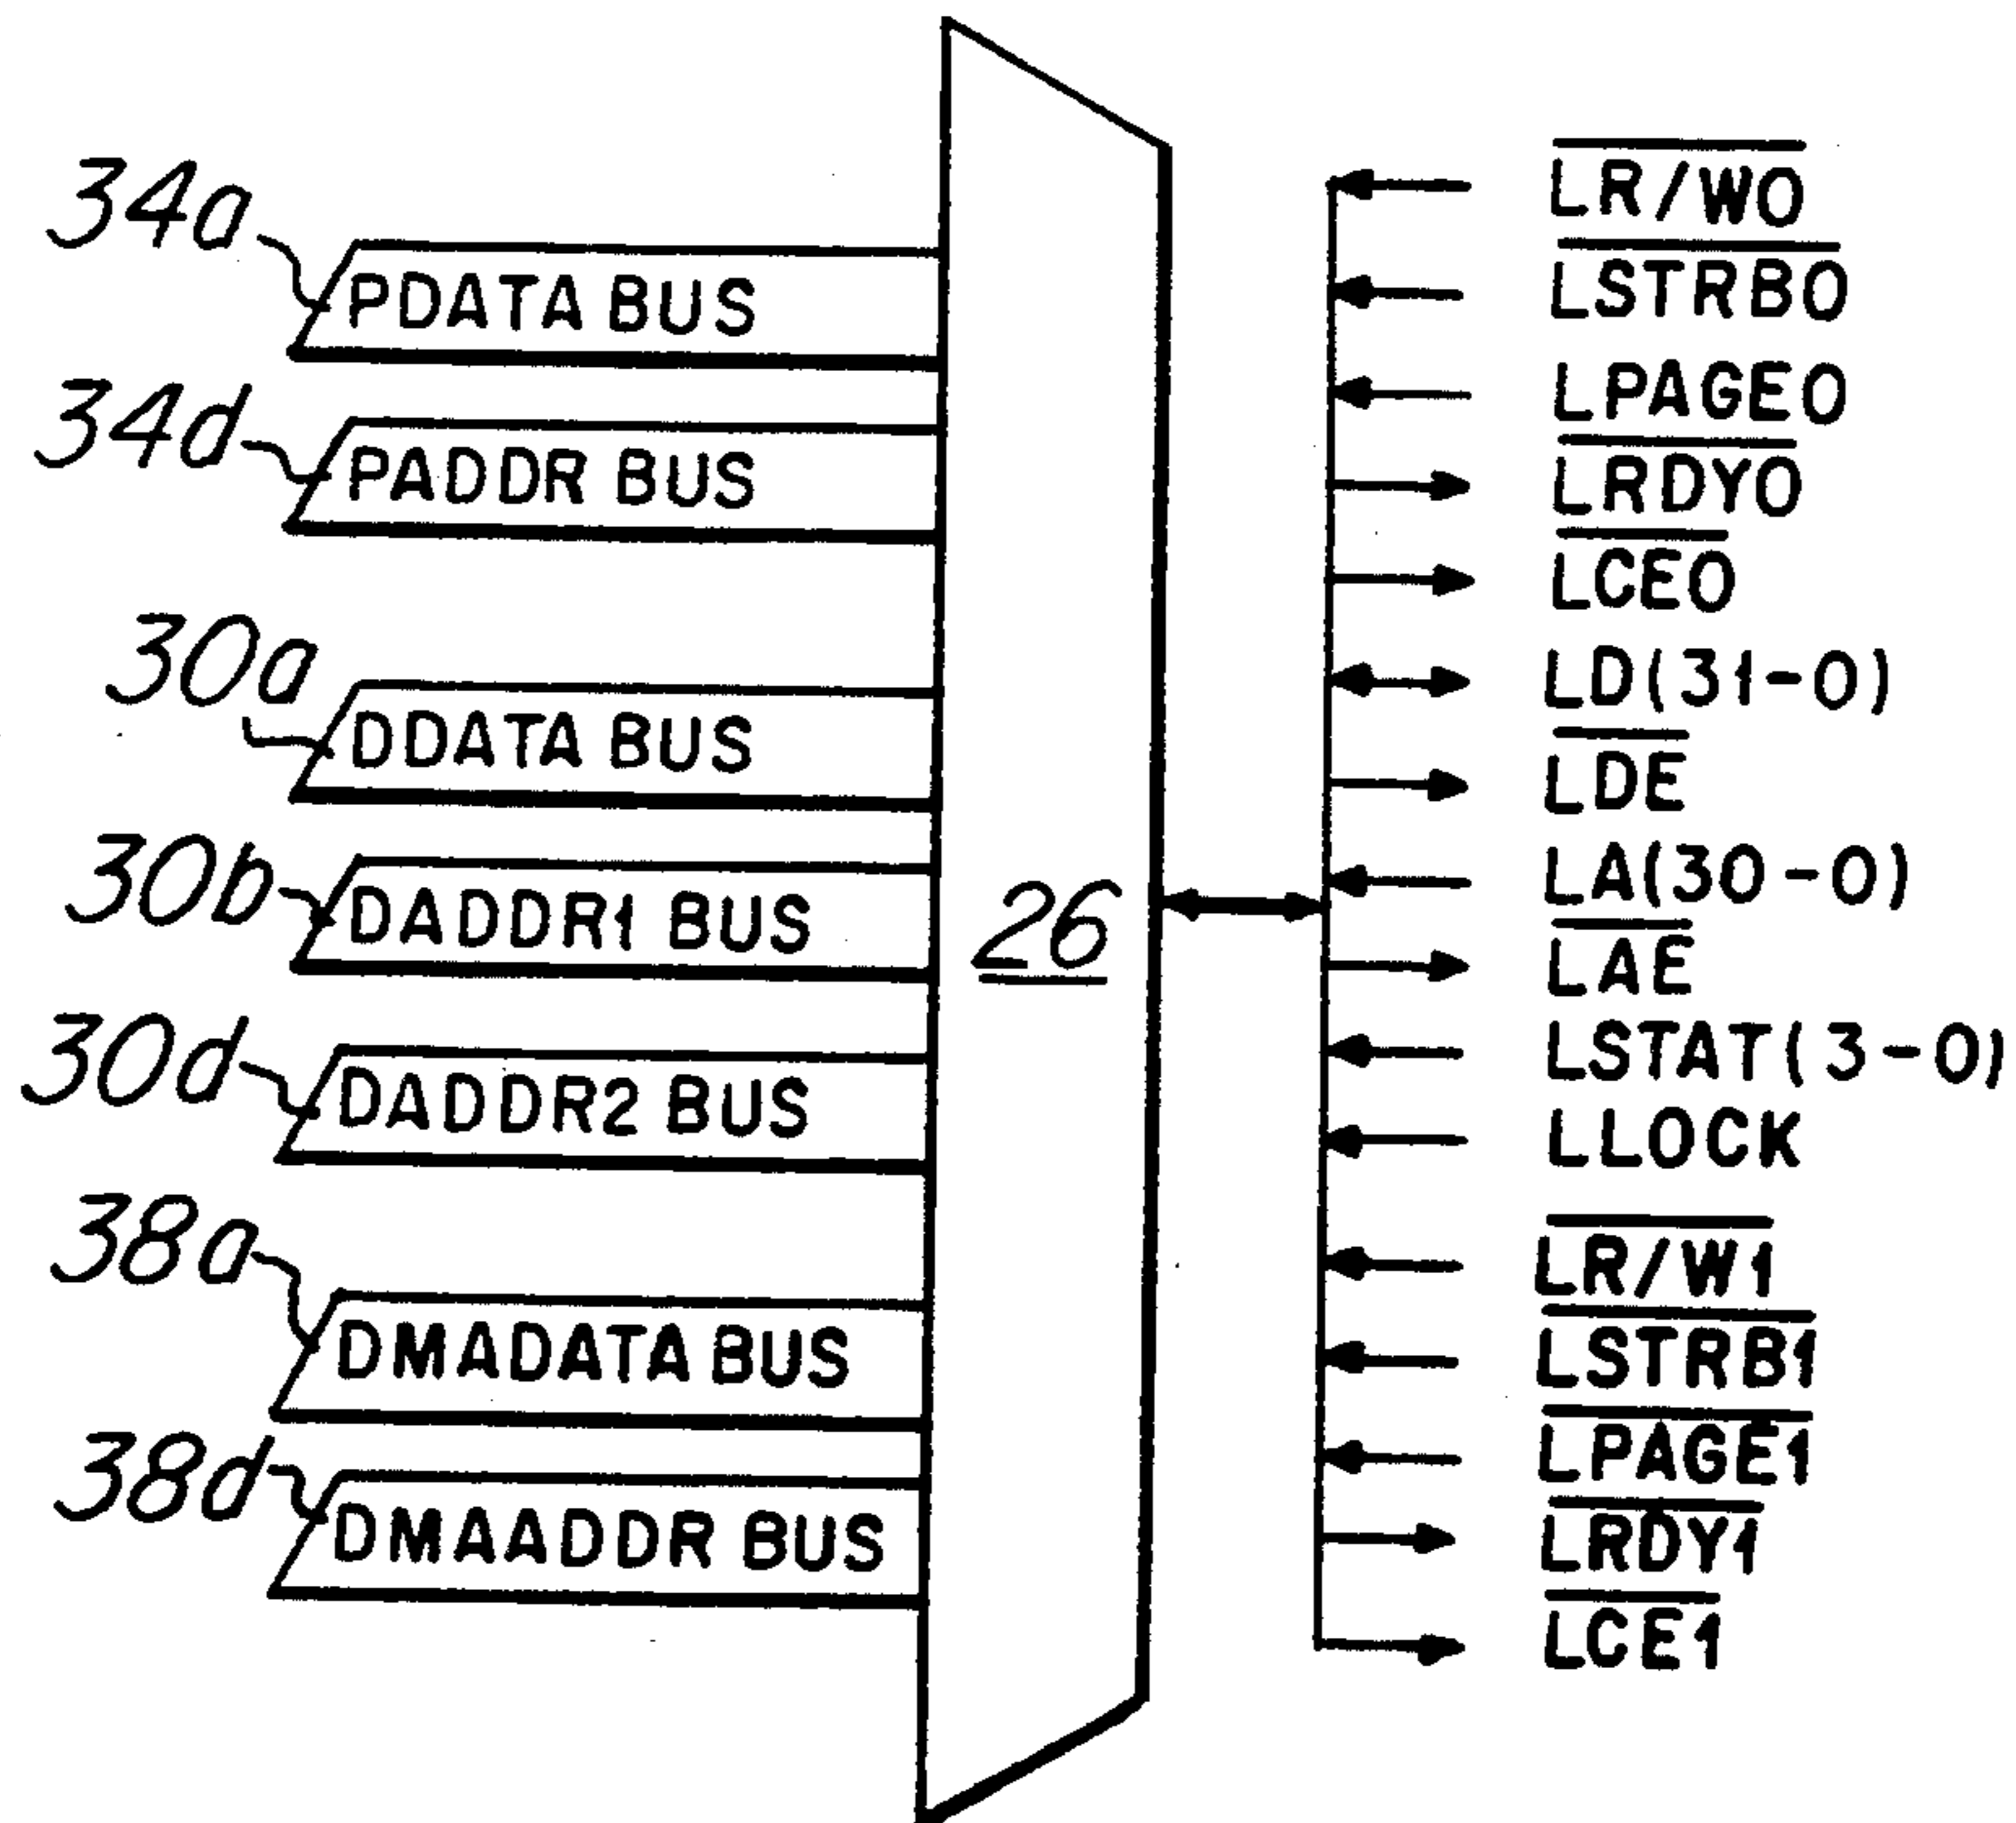 34a
PDATA BUS
34d
PADDR BUS
30a
DDATA BUS
30b
DADDR1 BUS
30d
DADDR2 BUS
38a
DMADATA BUS
38d
DMAADDR BUS
26
LR/W0
LSTRB0
LPAGE0
LRDY0
LCE0
LD(31-0)
LDE
LA(30-0)
LAE
LSTAT(3-0)
LLOCK
LR/W1
LSTRB1
LPAGE1
LRDY1
LCE1